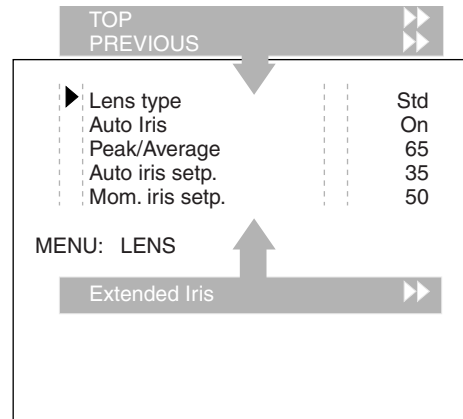 TOP
PREVIOUS
Lens type Std
Auto Iris On
Peak/Average 65
Auto iris setp. 35
Mom. iris setp. 50
MENU: LENS
Extended Iris